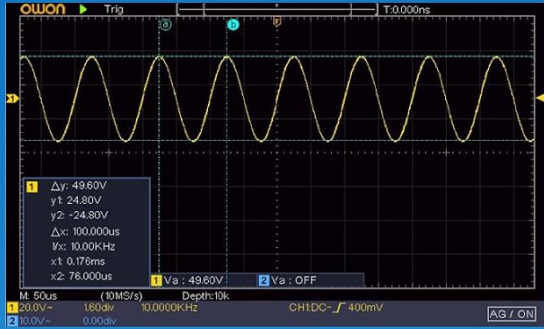 OWON Trig T:0.000ns
a b T
1
1 Δy: 49.60V
y1: 24.80V
y2: -24.80V
Δx: 100.000us
1/x: 10.00KHz
x1: 0.176ms
x2: 76.000us
1 Va : 49.60V 2 Va : OFF
M: 50us (10MS/s) Depth:10k
1 20.0V~ 1.60div 10.0000KHz CH1:DC- 400mV
2 10.0V~ 0.00div AG / ON